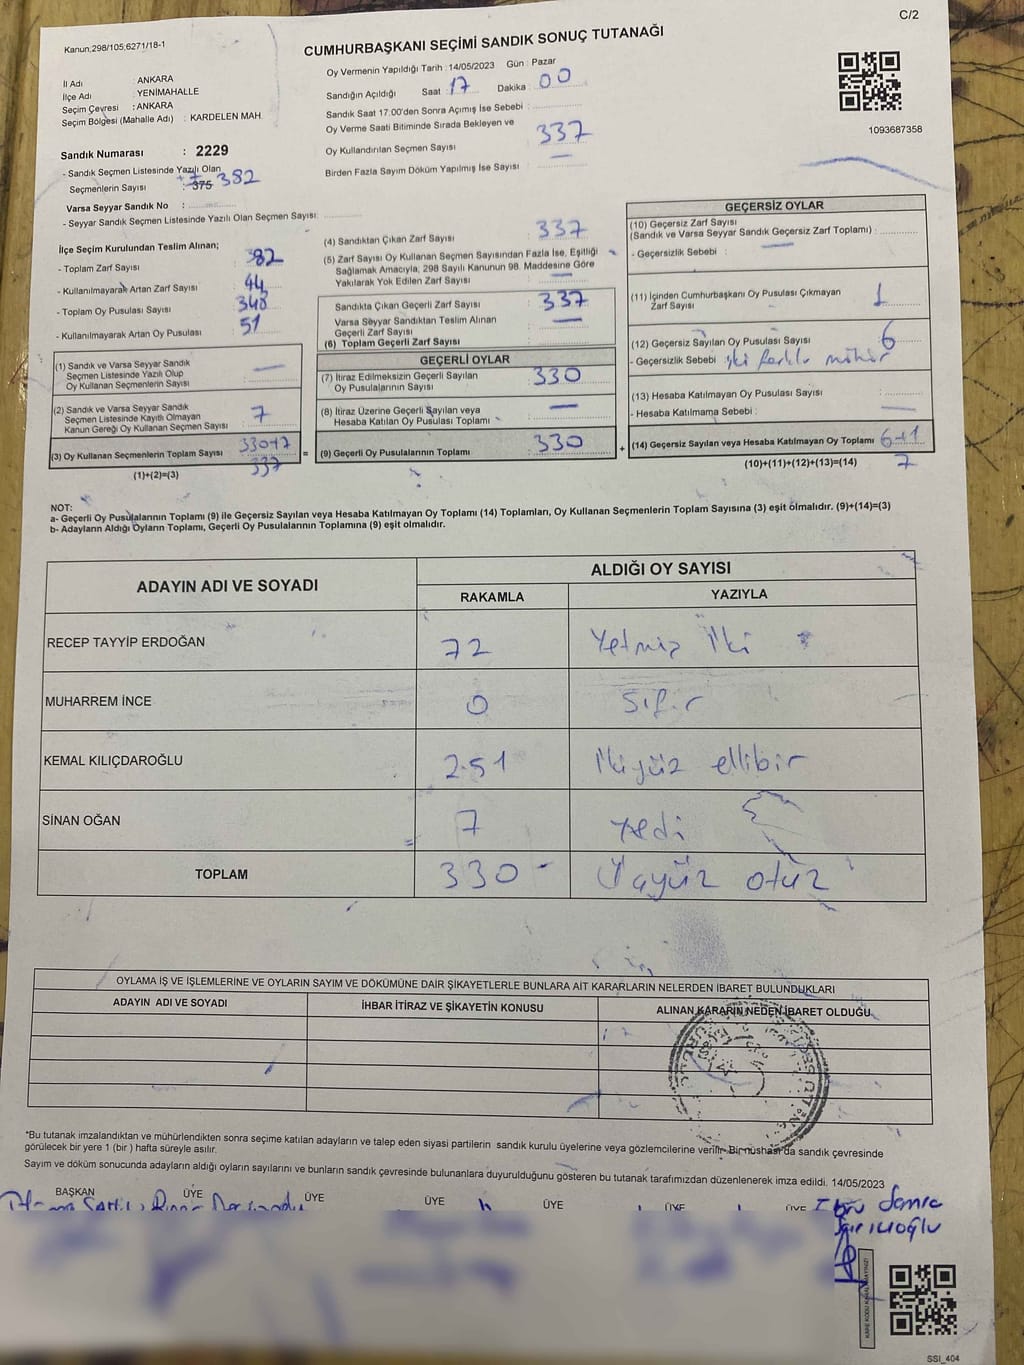 C/2
Kanun,298/105,6271/18-1
CUMHURBAŞKANI SEÇİMİ SANDIK SONUÇ TUTANAĞI
İl Adı : ANKARA
İlçe Adı : YENİMAHALLE
Seçim Çevresi : ANKARA
Seçim Bölgesi (Mahalle Adı) : KARDELEN MAH.
Sandık Numarası : 2229
- Sandık Seçmen Listesinde Yazılı Olan
Seçmenlerin Sayısı : 375 +7 382
Varsa Seyyar Sandık No :
- Seyyar Sandık Seçmen Listesinde Yazılı Olan Seçmen Sayısı:
Oy Vermenin Yapıldığı Tarih : 14/05/2023 Gün : Pazar
Sandığın Açıldığı Saat : 17 Dakika : 00
Sandık Saat 17:00'den Sonra Açımış İse Sebebi :
Oy Verme Saati Bitiminde Sırada Bekleyen ve
Oy Kullandırılan Seçmen Sayısı 337
Birden Fazla Sayım Döküm Yapılmış İse Sayısı —
1093687358
İlçe Seçim Kurulundan Teslim Alınan;
- Toplam Zarf Sayısı : 382
- Kullanılmayarak Artan Zarf Sayısı : 44
- Toplam Oy Pusulası Sayısı : 348
- Kullanılmayarak Artan Oy Pusulası : 51
(1) Sandık ve Varsa Seyyar Sandık
Seçmen Listesinde Yazılı Olup
Oy Kullanan Seçmenlerin Sayısı : —
(2) Sandık ve Varsa Seyyar Sandık
Seçmen Listesinde Kayıtlı Olmayan
Kanun Gereği Oy Kullanan Seçmen Sayısı : 7
(3) Oy Kullanan Seçmenlerin Toplam Sayısı 330+7
337
(1)+(2)=(3)
(4) Sandıktan Çıkan Zarf Sayısı : 337
(5) Zarf Sayısı Oy Kullanan Seçmen Sayısından Fazla İse, Eşitliği
Sağlamak Amacıyla, 298 Sayılı Kanunun 98. Maddesine Göre
Yakılarak Yok Edilen Zarf Sayısı : —
Sandıkta Çıkan Geçerli Zarf Sayısı : 337
Varsa Seyyar Sandıktan Teslim Alınan
Geçerli Zarf Sayısı : —
(6) Toplam Geçerli Zarf Sayısı :
GEÇERLİ OYLAR
(7) İtiraz Edilmeksizin Geçerli Sayılan
Oy Pusulalarının Sayısı : 330
(8) İtiraz Üzerine Geçerli Sayılan veya
Hesaba Katılan Oy Pusulası Toplamı : —
= (9) Geçerli Oy Pusulalarının Toplamı : 330 +
GEÇERSİZ OYLAR
(10) Geçersiz Zarf Sayısı
(Sandık ve Varsa Seyyar Sandık Geçersiz Zarf Toplamı) :
- Geçersizlik Sebebi : —
(11) İçinden Cumhurbaşkanı Oy Pusulası Çıkmayan
Zarf Sayısı : 1
(12) Geçersiz Sayılan Oy Pusulası Sayısı : 6
- Geçersizlik Sebebi : iki farklı mühür
(13) Hesaba Katılmayan Oy Pusulası Sayısı :
- Hesaba Katılmama Sebebi : —
(14) Geçersiz Sayılan veya Hesaba Katılmayan Oy Toplamı 6+1
(10)+(11)+(12)+(13)=(14) 7
NOT:
a- Geçerli Oy Pusulalarının Toplamı (9) ile Geçersiz Sayılan veya Hesaba Katılmayan Oy Toplamı (14) Toplamları, Oy Kullanan Seçmenlerin Toplam Sayısına (3) eşit olmalıdır. (9)+(14)=(3)
b- Adayların Aldığı Oyların Toplamı, Geçerli Oy Pusulalarının Toplamına (9) eşit olmalıdır.
ADAYIN ADI VE SOYADI ALDIĞI OY SAYISI
RAKAMLA YAZIYLA
RECEP TAYYİP ERDOĞAN 72 Yetmiş İki
MUHARREM İNCE 0 Sıfır
KEMAL KILIÇDAROĞLU 251 İkiyüz ellibir
SİNAN OĞAN 7 Yedi
TOPLAM 330 - Üçyüz otuz
OYLAMA İŞ VE İŞLEMLERİNE VE OYLARIN SAYIM VE DÖKÜMÜNE DAİR ŞİKAYETLERLE BUNLARA AİT KARARLARIN NELERDEN İBARET BULUNDUKLARI
ADAYIN ADI VE SOYADI İHBAR İTİRAZ VE ŞİKAYETİN KONUSU ALINAN KARARIN NEDEN İBARET OLDUĞU
*Bu tutanak imzalandıktan ve mühürlendikten sonra seçime katılan adayların ve talep eden siyasi partilerin sandık kurulu üyelerine veya gözlemcilerine verilir. Bir nüshası da sandık çevresinde
görülecek bir yere 1 (bir ) hafta süreyle asılır.
Sayım ve döküm sonucunda adayların aldığı oyların sayılarını ve bunların sandık çevresinde bulunanlara duyurulduğunu gösteren bu tutanak tarafımızdan düzenlenerek imza edildi. 14/05/2023
BAŞKAN ÜYE ÜYE ÜYE ÜYE ÜYE ÜYE
SSI_404